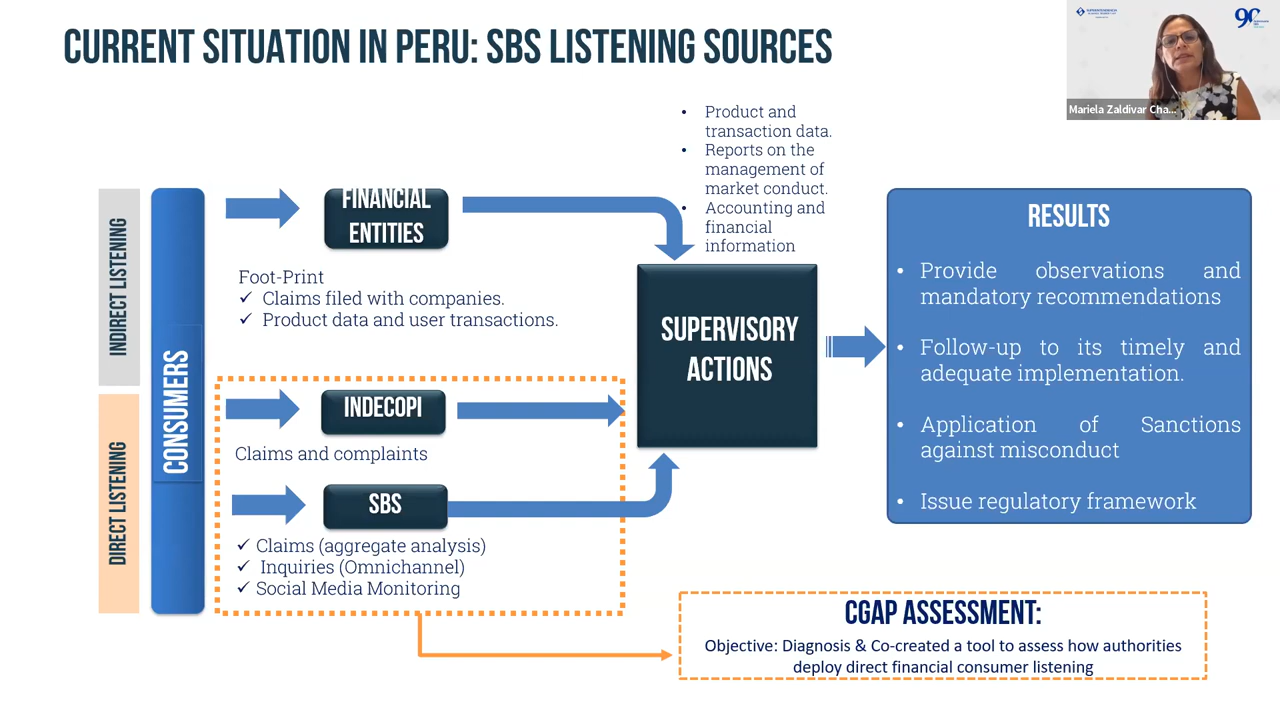 CURRENT SITUATION IN PERU: SBS LISTENING SOURCES
Mariela Zaldivar Cha...
• Product and
transaction data.
• Reports on the
management of
market conduct.
• Accounting and
financial
information
INDIRECT LISTENING
DIRECT LISTENING
CONSUMERS
FINANCIAL
ENTITIES
Foot-Print
✓ Claims filed with companies.
✓ Product data and user transactions.
INDECOPI
Claims and complaints
SBS
✓ Claims (aggregate analysis)
✓ Inquiries (Omnichannel)
✓ Social Media Monitoring
SUPERVISORY
ACTIONS
RESULTS
• Provide observations and
mandatory recommendations
• Follow-up to its timely and
adequate implementation.
• Application of Sanctions
against misconduct
• Issue regulatory framework
CGAP ASSESSMENT:
Objective: Diagnosis & Co-created a tool to assess how authorities
deploy direct financial consumer listening